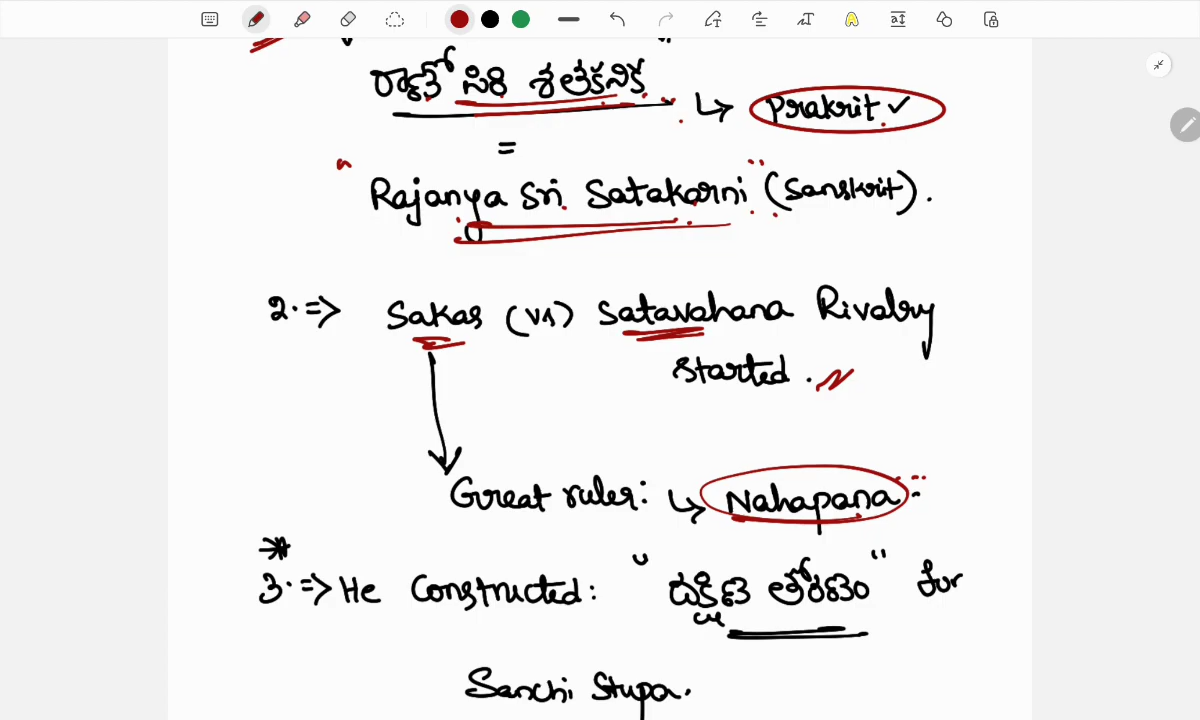 "రాజ్ఞో సిరి శతకనిక"
↳ Prakrit ✓
=
"Rajanya Sri Satakarni" (Sanskrit).
2. ⇒ Sakas (Vs) Satavahana Rivalry
Started.
Great ruler: ↳ Nahapana
* 3. ⇒ He Constructed: "దక్షిణ తోరణం" for
Sanchi Stupa.